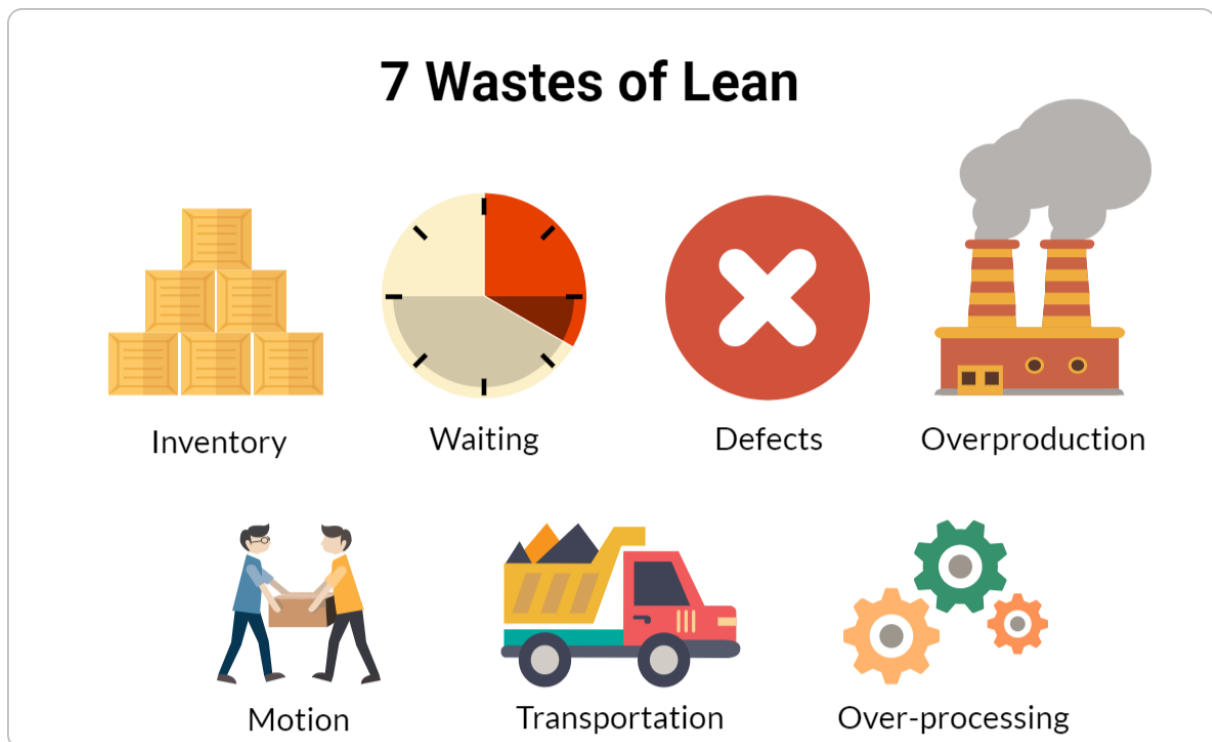 7 Wastes of Lean
Inventory
Waiting
Defects
Overproduction
Motion
Transportation
Over-processing